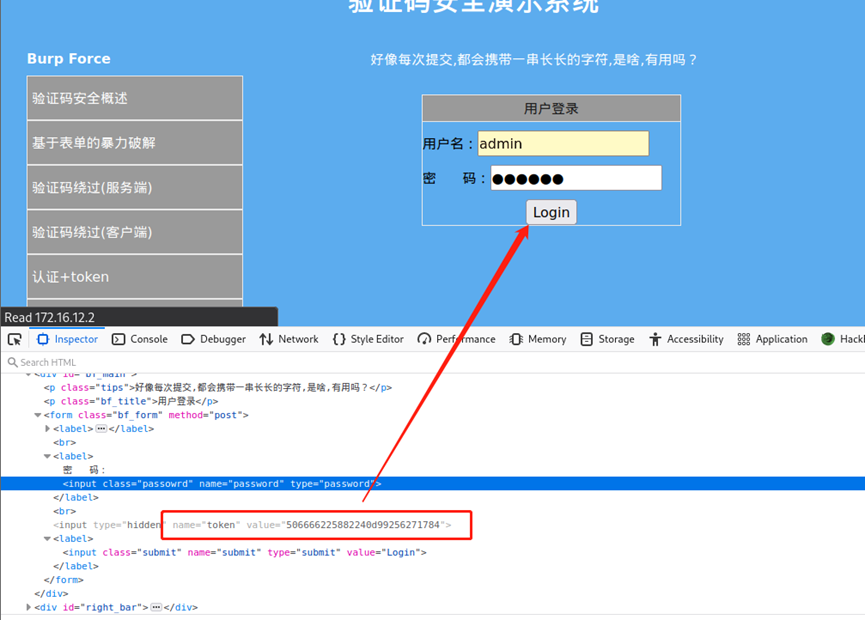 验证码安全演示系统
Burp Force
好像每次提交,都会携带一串长长的字符,是啥,有用吗？
验证码安全概述
基于表单的暴力破解
验证码绕过(服务端)
验证码绕过(客户端)
认证+token
用户登录
用户名：admin
密 码：●●●●●●
Login
Read 172.16.12.2
Inspector Console Debugger Network Style Editor Performance Memory Storage Accessibility Application
Search HTML
<div id="bf_main">
<p class="tips">好像每次提交,都会携带一串长长的字符,是啥,有用吗？</p>
<p class="bf_title">用户登录</p>
<form class="bf_form" method="post">
<label>…</label>
<br>
<label>
密 码：
<input class="passowrd" name="password" type="password">
</label>
<br>
<input type="hidden" name="token" value="506666225882240d99256271784">
<label>
<input class="submit" name="submit" type="submit" value="Login">
</label>
</form>
</div>
<div id="right_bar">…</div>